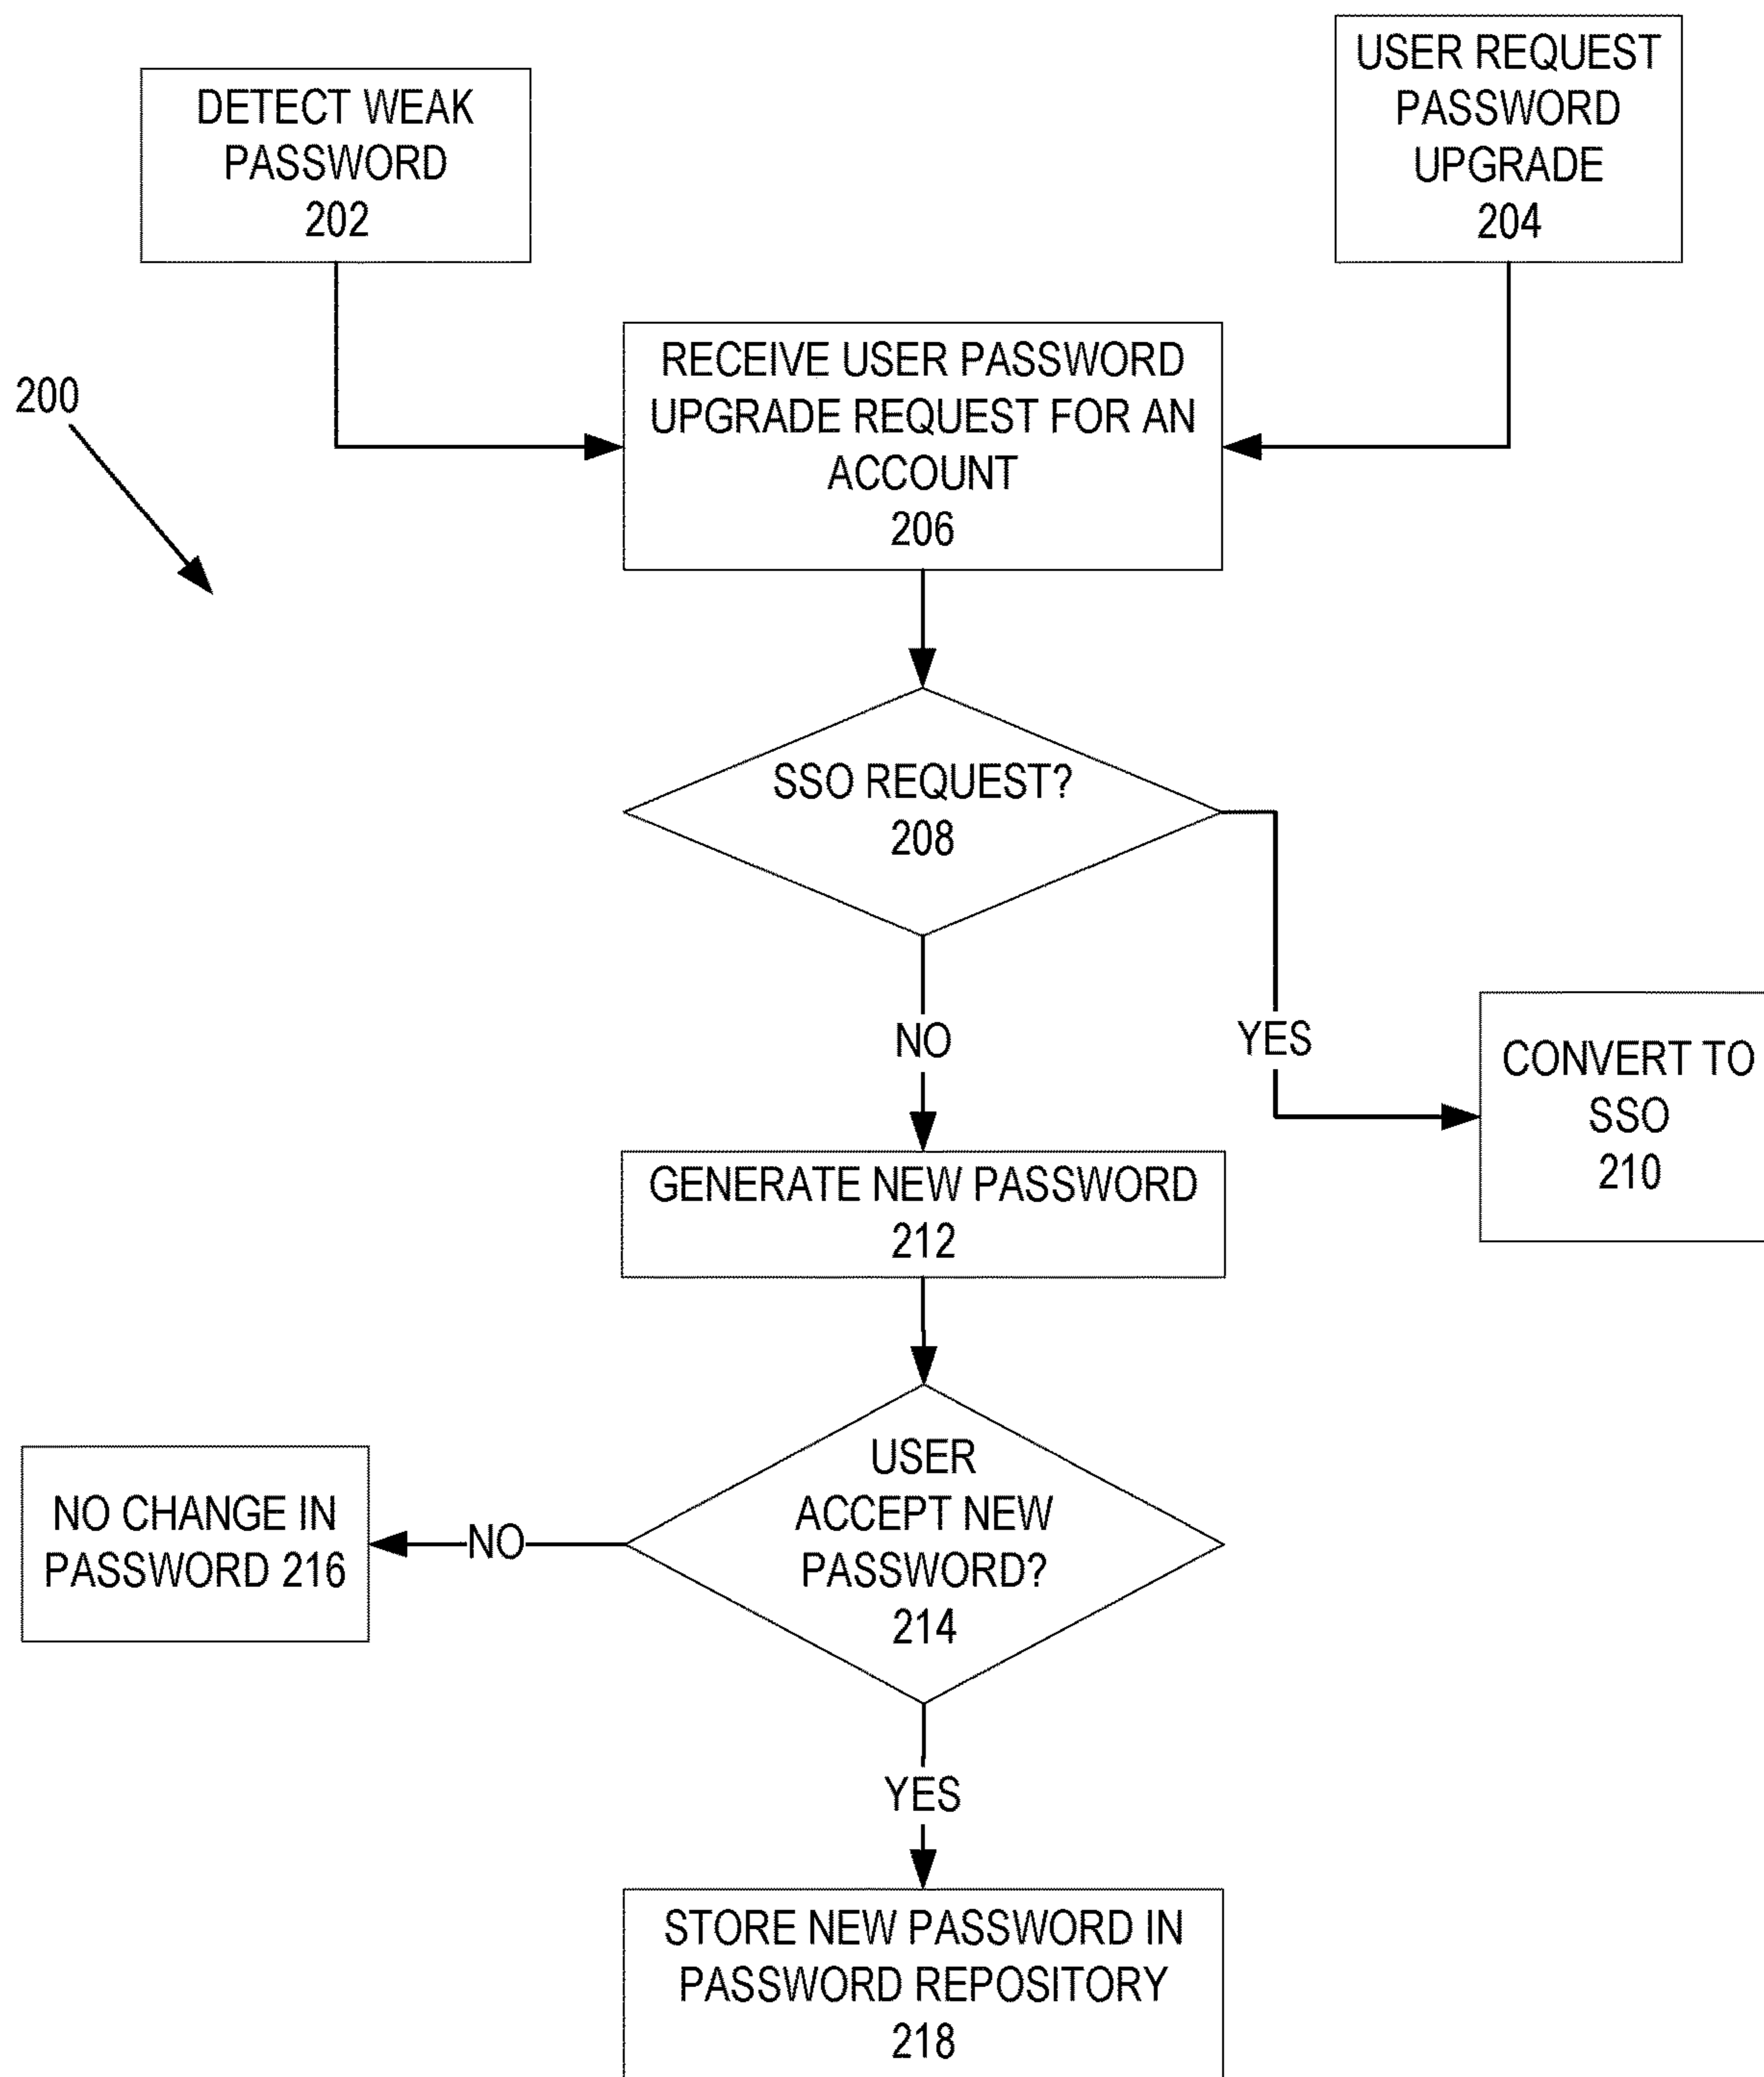 DETECT WEAK
PASSWORD
202
USER REQUEST
PASSWORD
UPGRADE
204
200
RECEIVE USER PASSWORD
UPGRADE REQUEST FOR AN
ACCOUNT
206
SSO REQUEST?
208
NO
YES
CONVERT TO
SSO
210
GENERATE NEW PASSWORD
212
USER
ACCEPT NEW
PASSWORD?
214
NO
NO CHANGE IN
PASSWORD 216
YES
STORE NEW PASSWORD IN
PASSWORD REPOSITORY
218